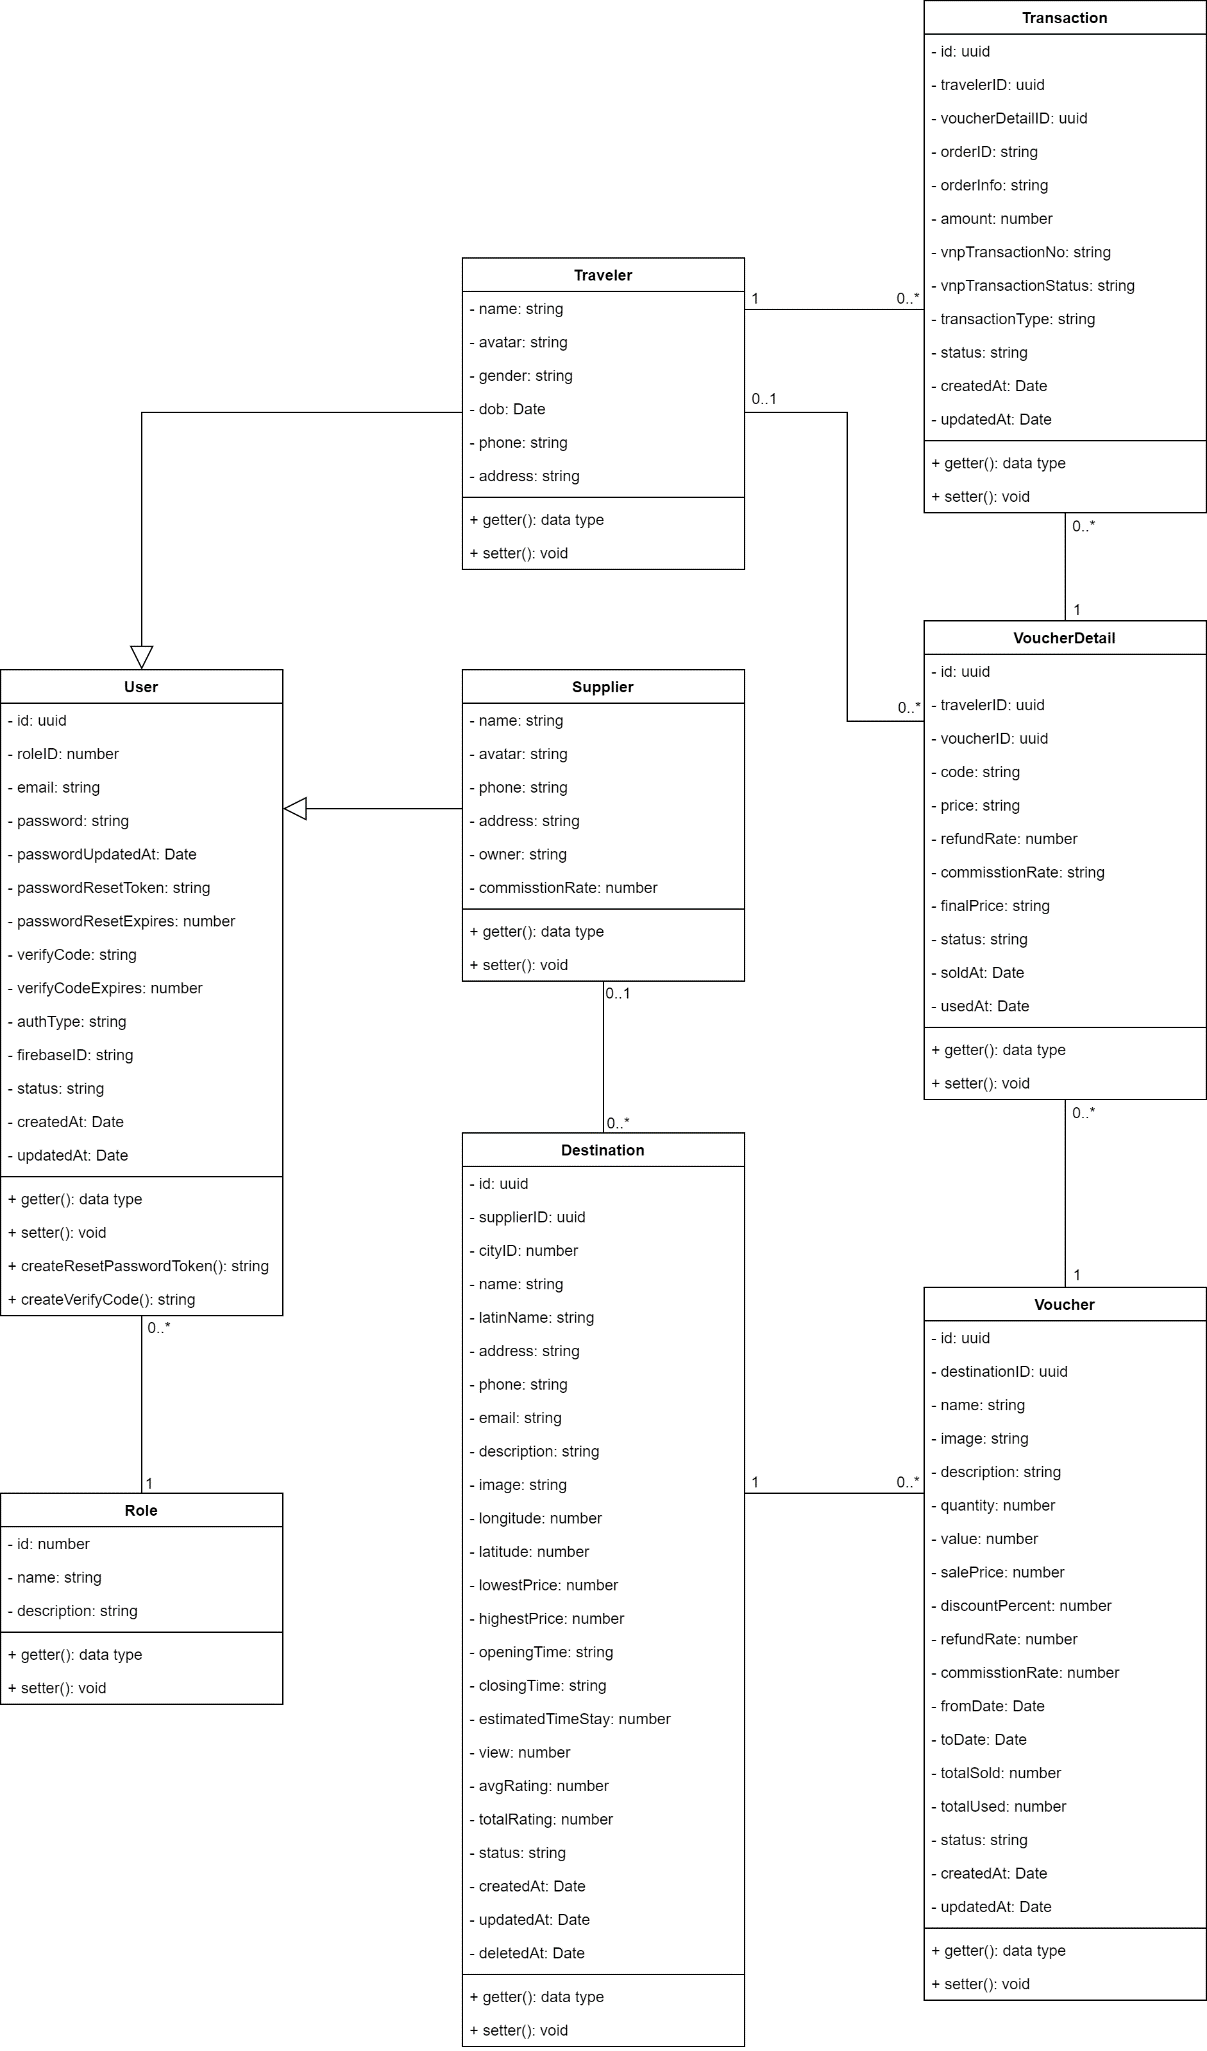 Transaction
- id: uuid
- travelerID: uuid
- voucherDetailID: uuid
- orderID: string
- orderInfo: string
- amount: number
- vnpTransactionNo: string
- vnpTransactionStatus: string
- transactionType: string
- status: string
- createdAt: Date
- updatedAt: Date
+ getter(): data type
+ setter(): void
Traveler
- name: string
- avatar: string
- gender: string
- dob: Date
- phone: string
- address: string
+ getter(): data type
+ setter(): void
1
0..*
0..1
0..*
0..*
1
VoucherDetail
- id: uuid
- travelerID: uuid
- voucherID: uuid
- code: string
- price: string
- refundRate: number
- commisstionRate: string
- finalPrice: string
- status: string
- soldAt: Date
- usedAt: Date
+ getter(): data type
+ setter(): void
User
- id: uuid
- roleID: number
- email: string
- password: string
- passwordUpdatedAt: Date
- passwordResetToken: string
- passwordResetExpires: number
- verifyCode: string
- verifyCodeExpires: number
- authType: string
- firebaseID: string
- status: string
- createdAt: Date
- updatedAt: Date
+ getter(): data type
+ setter(): void
+ createResetPasswordToken(): string
+ createVerifyCode(): string
Supplier
- name: string
- avatar: string
- phone: string
- address: string
- owner: string
- commisstionRate: number
+ getter(): data type
+ setter(): void
0..1
0..*
0..*
1
0..*
1
Destination
- id: uuid
- supplierID: uuid
- cityID: number
- name: string
- latinName: string
- address: string
- phone: string
- email: string
- description: string
- image: string
- longitude: number
- latitude: number
- lowestPrice: number
- highestPrice: number
- openingTime: string
- closingTime: string
- estimatedTimeStay: number
- view: number
- avgRating: number
- totalRating: number
- status: string
- createdAt: Date
- updatedAt: Date
- deletedAt: Date
+ getter(): data type
+ setter(): void
1
0..*
Voucher
- id: uuid
- destinationID: uuid
- name: string
- image: string
- description: string
- quantity: number
- value: number
- salePrice: number
- discountPercent: number
- refundRate: number
- commisstionRate: number
- fromDate: Date
- toDate: Date
- totalSold: number
- totalUsed: number
- status: string
- createdAt: Date
- updatedAt: Date
+ getter(): data type
+ setter(): void
Role
- id: number
- name: string
- description: string
+ getter(): data type
+ setter(): void